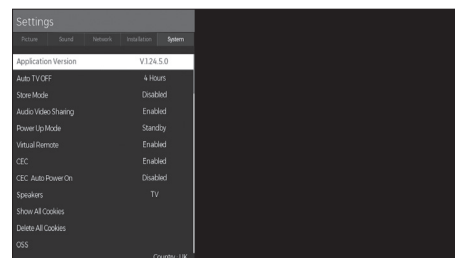 Settings
Picture Sound Network Installation System
Application Version V.1.24.5.0
Auto TV OFF 4 Hours
Store Mode Disabled
Audio Video Sharing Enabled
Power Up Mode Standby
Virtual Remote Enabled
CEC Enabled
CEC Auto Power On Disabled
Speakers TV
Show All Cookies
Delete All Cookies
OSS
Country: UK